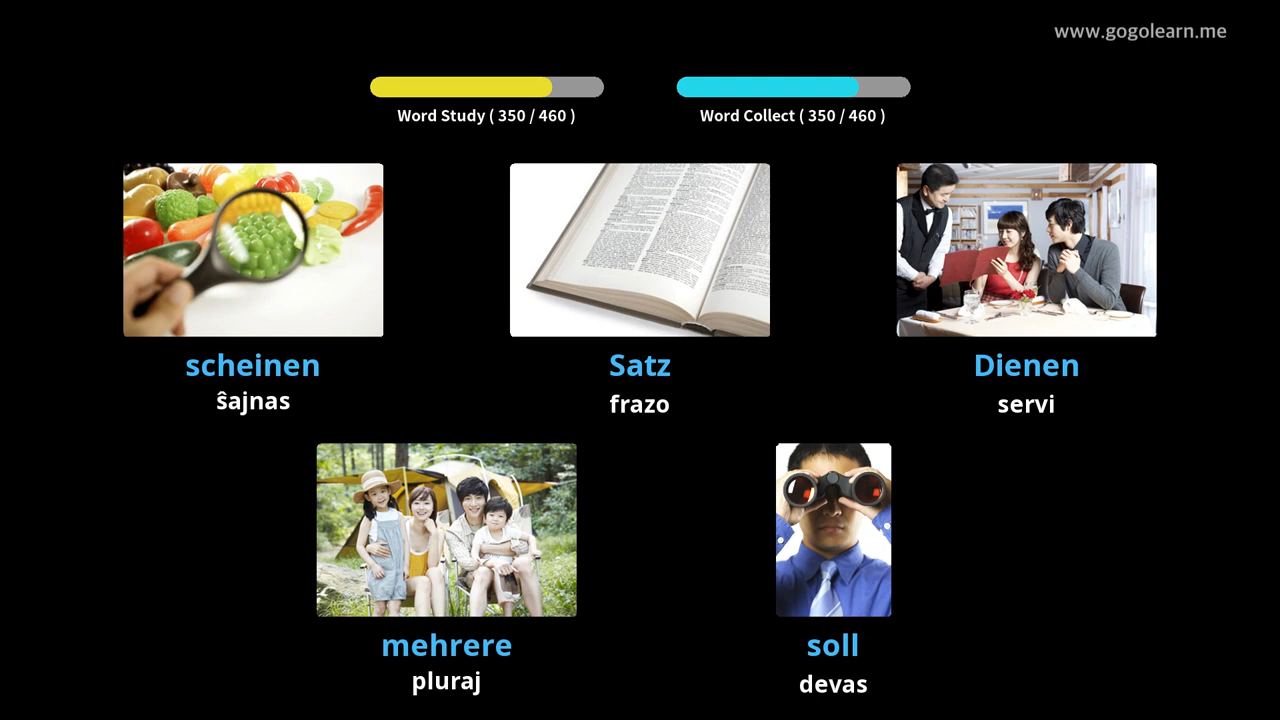 www.gogolearn.me
Word Study ( 350 / 460 )
Word Collect ( 350 / 460 )
scheinen
ŝajnas
Satz
frazo
Dienen
servi
mehrere
pluraj
soll
devas